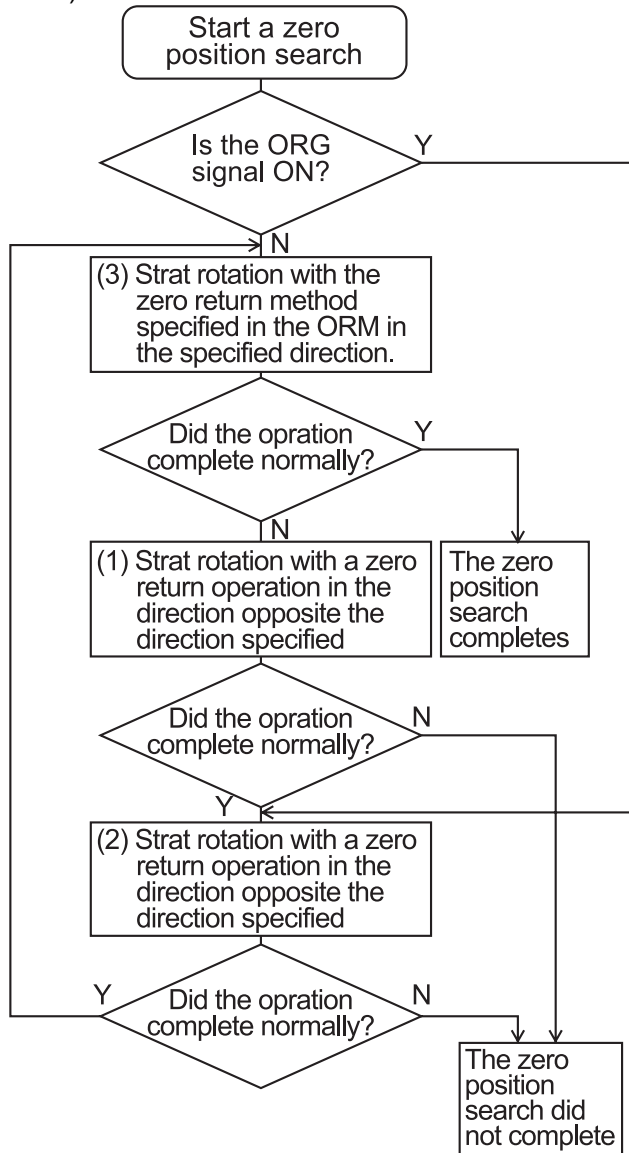 Start a zero
position search
Is the ORG
signal ON?
Y
N
(3) Strat rotation with the
zero return method
specified in the ORM in
the specified direction.
Did the opration
complete normally?
Y
N
(1) Strat rotation with a zero
return operation in the
direction opposite the
direction specified
The zero
position
search
completes
Did the opration
complete normally?
N
Y
(2) Strat rotation with a zero
return operation in the
direction opposite the
direction specified
Did the opration
complete normally?
Y
N
The zero
position
search did
not complete